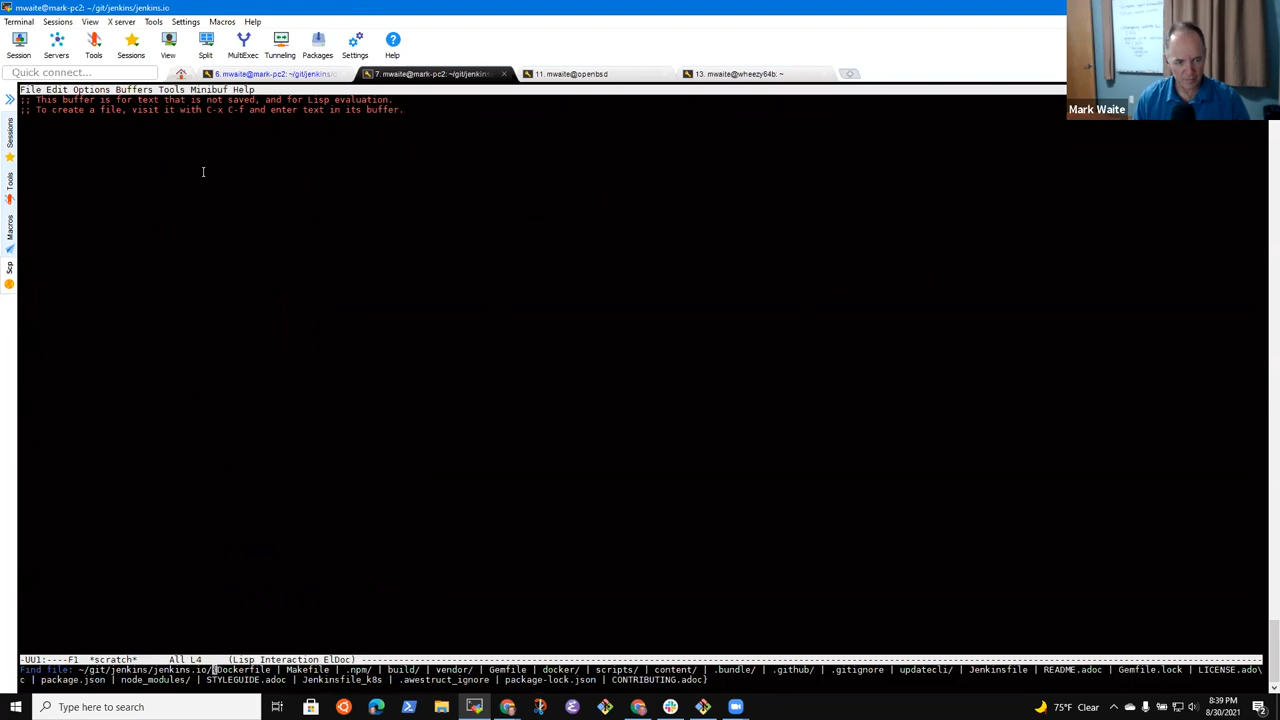 mwaite@mark-pc2: ~/git/jenkins/jenkins.io
Terminal Sessions View X server Tools Settings Macros Help
Session Servers Tools Sessions View Split MultiExec Tunneling Packages Settings Help
Quick connect...
6. mwaite@mark-pc2: ~/git/jenkins/
7. mwaite@mark-pc2: ~/git/jenkins
11. mwaite@openbsd
13. mwaite@wheezy64b: ~
Mark Waite
File Edit Options Buffers Tools Minibuf Help
;; This buffer is for text that is not saved, and for Lisp evaluation.
;; To create a file, visit it with C-x C-f and enter text in its buffer.
Sessions
Tools
Macros
Scp
-UU1:----F1 *scratch* All L4 (Lisp Interaction ElDoc)
Find file: ~/git/jenkins/jenkins.io/{Dockerfile | Makefile | .npm/ | build/ | vendor/ | Gemfile | docker/ | scripts/ | content/ | .bundle/ | .github/ | .gitignore | updatecli/ | Jenkinsfile | README.adoc | Gemfile.lock | LICENSE.ado\
c | package.json | node_modules/ | STYLEGUIDE.adoc | Jenkinsfile_k8s | .awestruct_ignore | package-lock.json | CONTRIBUTING.adoc}
Type here to search
75°F Clear
8:39 PM
8/30/2021
2